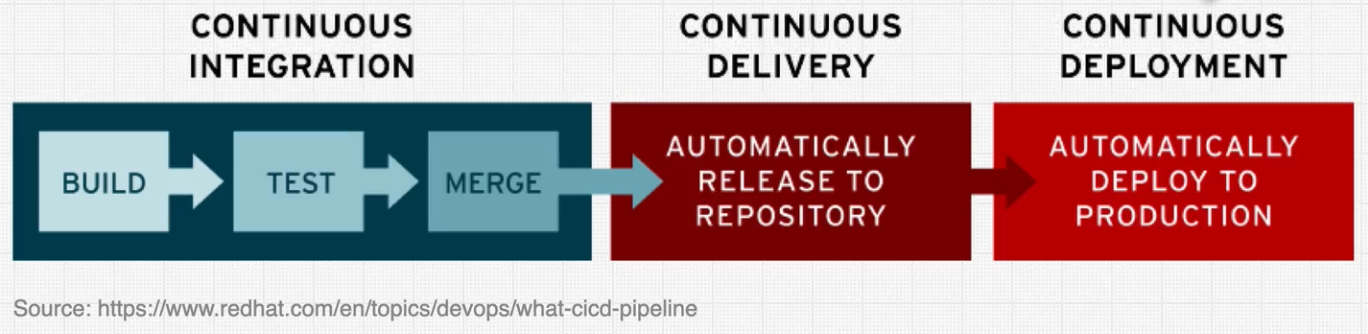 CONTINUOUS
INTEGRATION
BUILD
TEST
MERGE
CONTINUOUS
DELIVERY
AUTOMATICALLY
RELEASE TO
REPOSITORY
CONTINUOUS
DEPLOYMENT
AUTOMATICALLY
DEPLOY TO
PRODUCTION
Source: https://www.redhat.com/en/topics/devops/what-cicd-pipeline